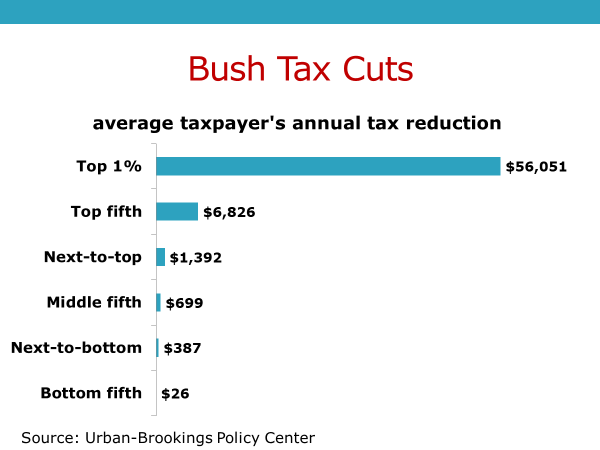 Bush Tax Cuts
average taxpayer's annual tax reduction
Top 1% $56,051
Top fifth $6,826
Next-to-top $1,392
Middle fifth $699
Next-to-bottom $387
Bottom fifth $26
Source: Urban-Brookings Policy Center